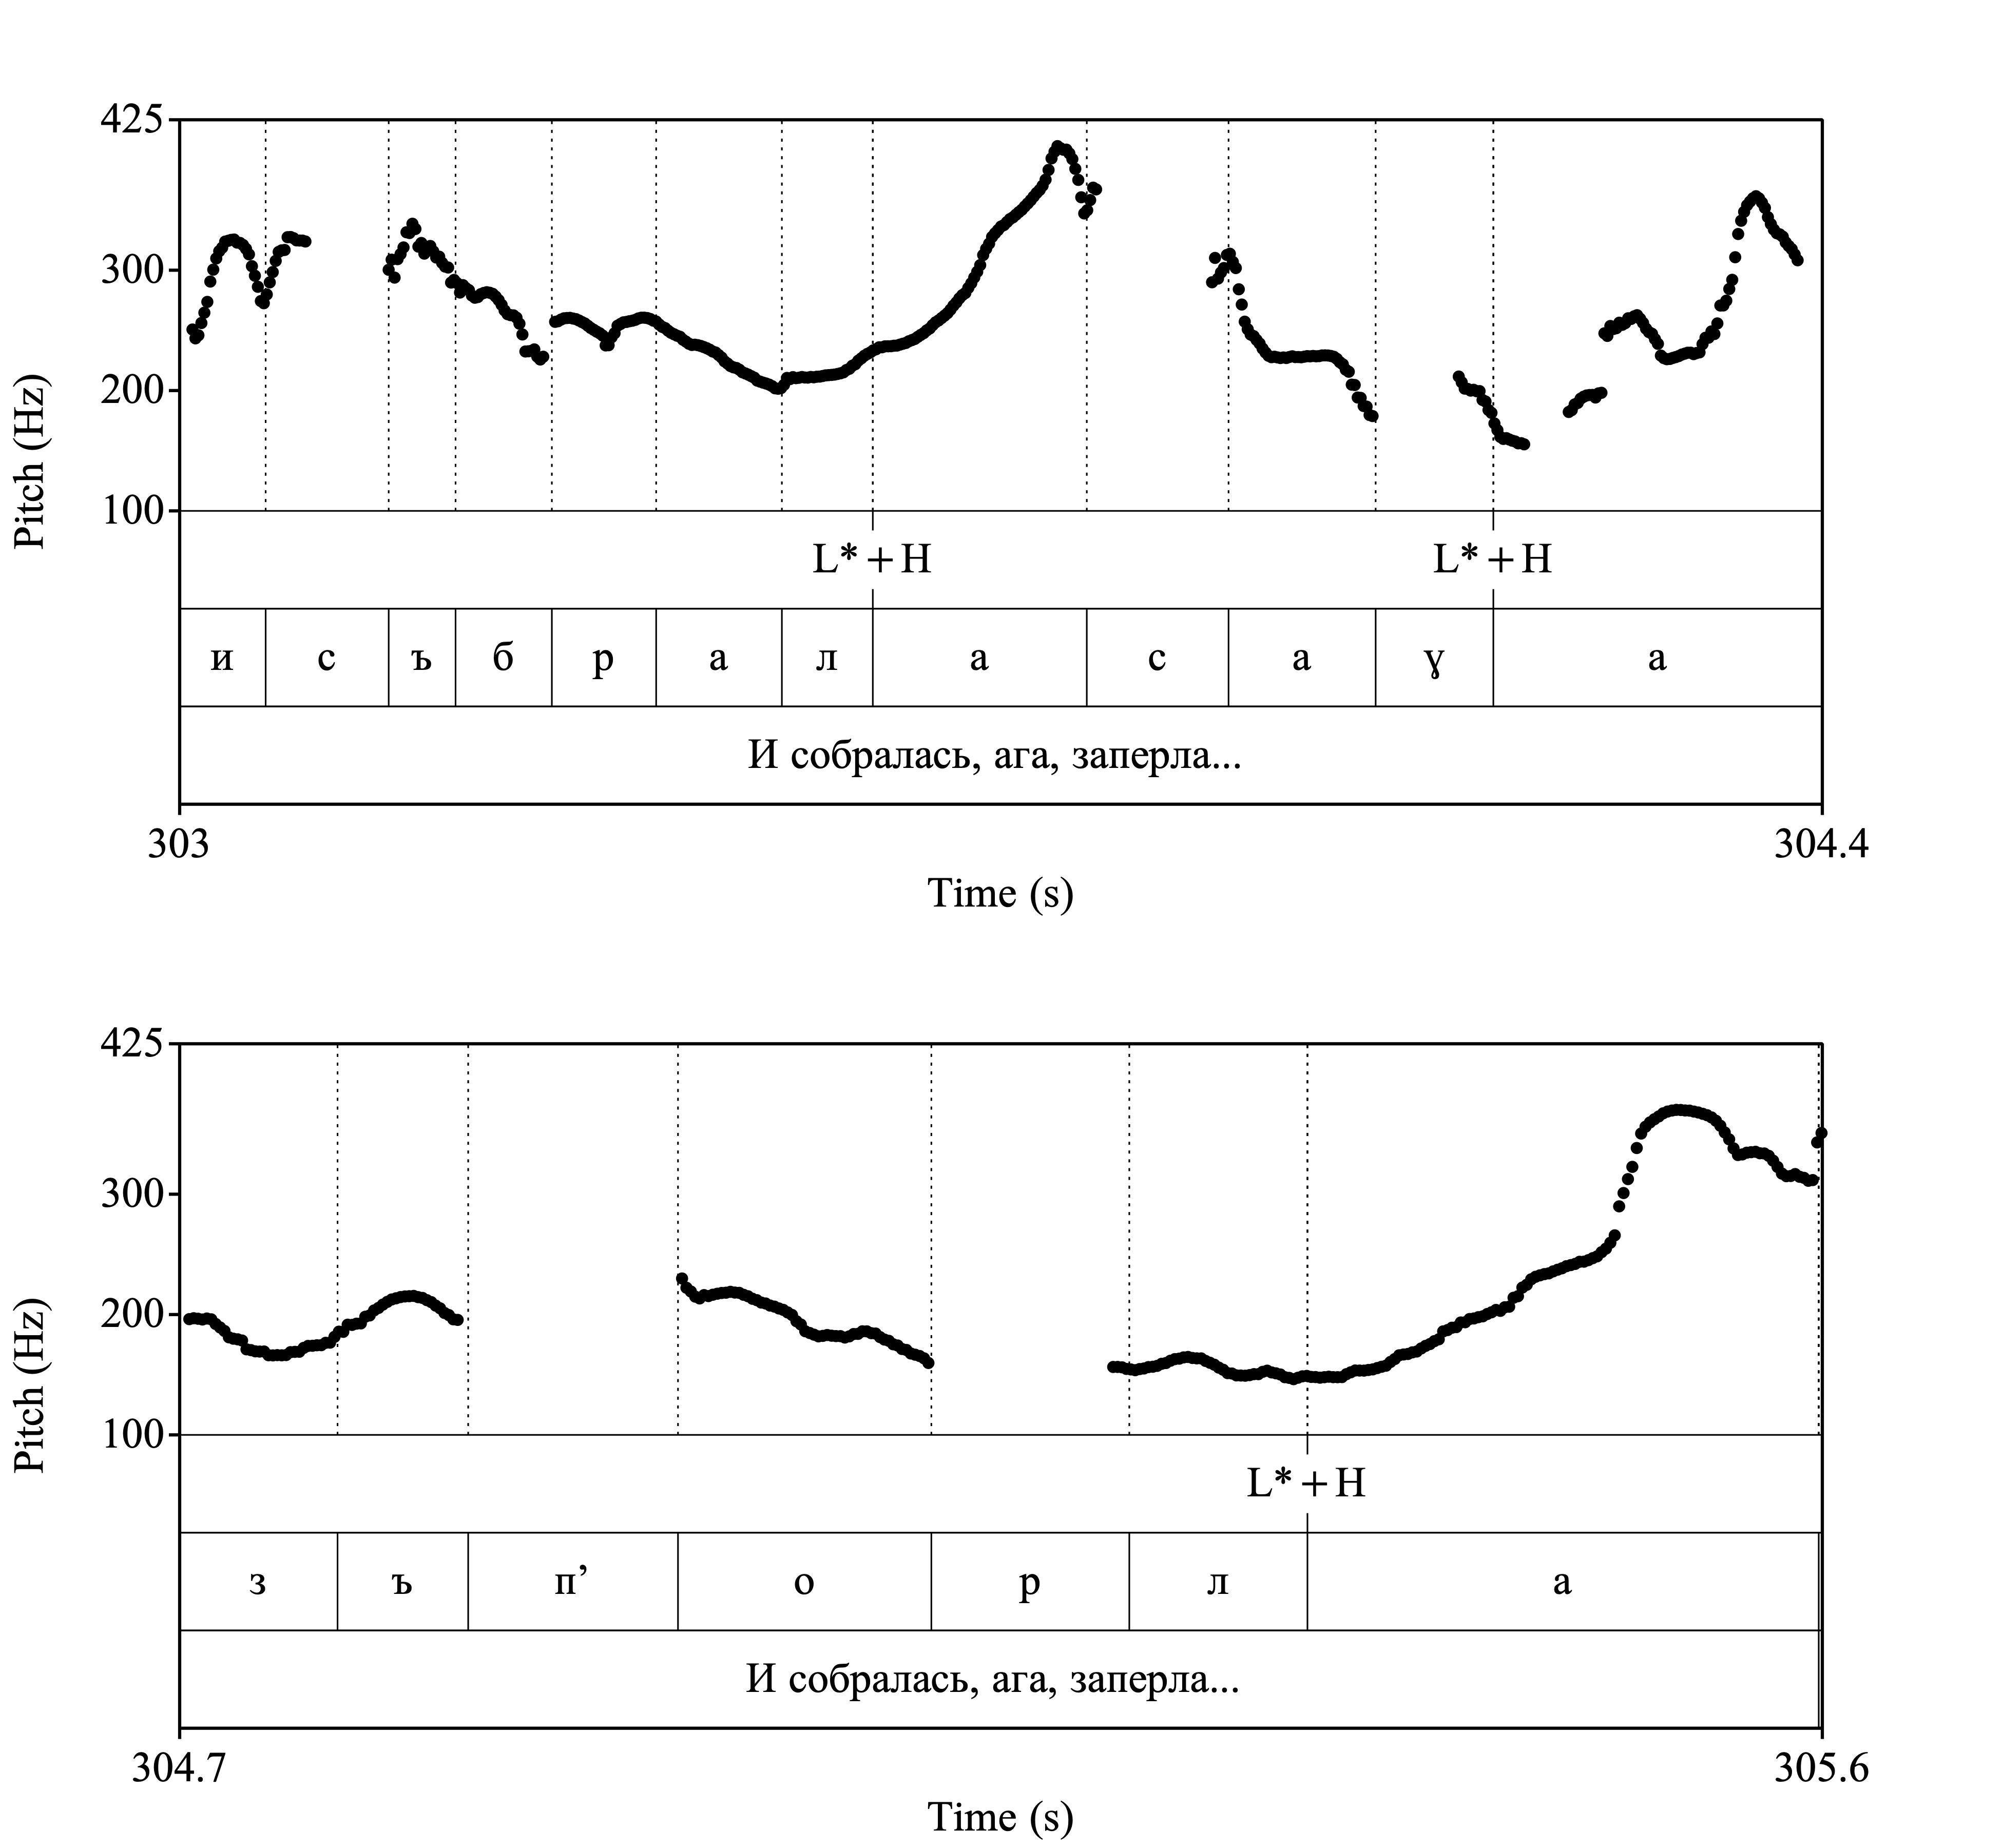 425
300
200
100
Pitch (Hz)
L*+H L*+H
и с ъ б р а л а с а ɣ а
И собралась, ага, заперла...
303 304.4
Time (s)
425
300
200
100
Pitch (Hz)
L*+H
з ъ п’ о р л а
И собралась, ага, заперла...
304.7 305.6
Time (s)